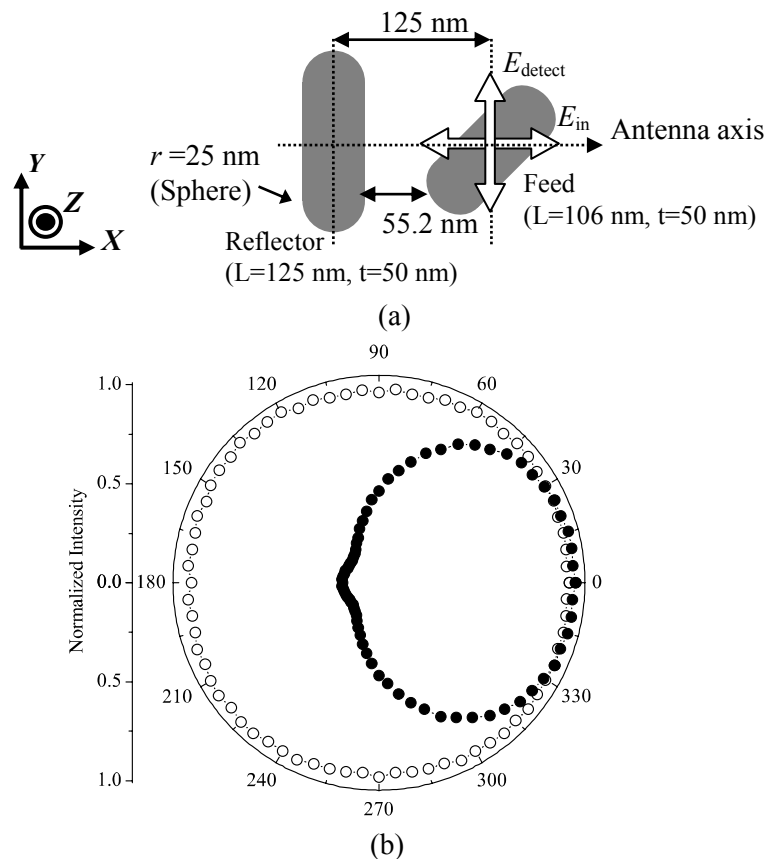 125 nm
E detect
E in
Antenna axis
r =25 nm
(Sphere)
Y
Z
X
55.2 nm
Feed
(L=106 nm, t=50 nm)
Reflector
(L=125 nm, t=50 nm)
(a)
90
1.0
120
60
0.5
150
30
Normalized Intensity
0.0
180
0
0.5
210
330
240
300
1.0
270
(b)